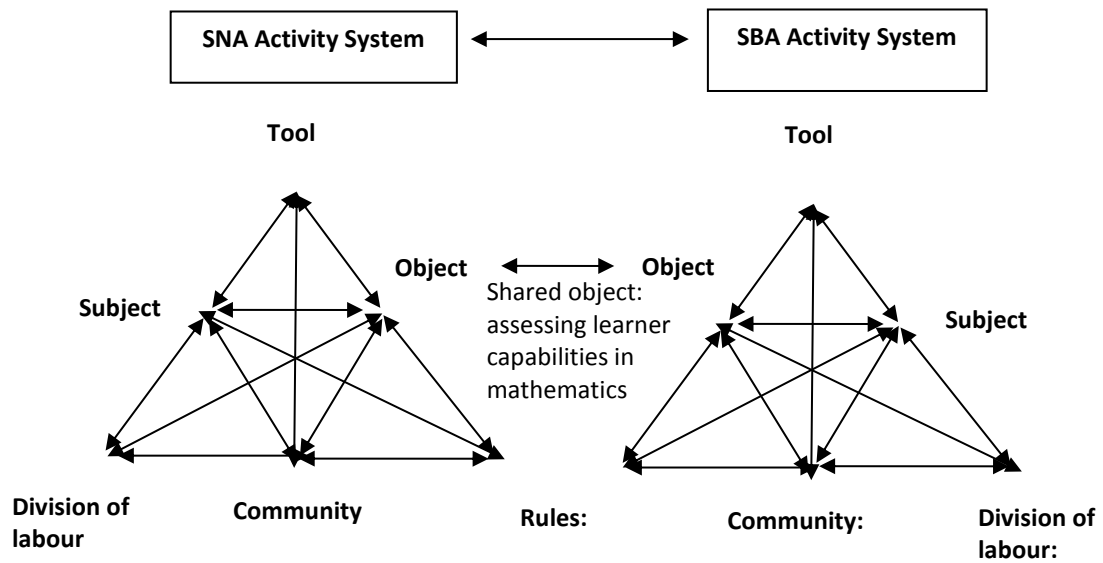 SNA Activity System
SBA Activity System
Tool
Tool
Object
Object
Subject
Shared object:
assessing learner
capabilities in
mathematics
Subject
Division of
labour
Community
Rules:
Community:
Division of
labour: